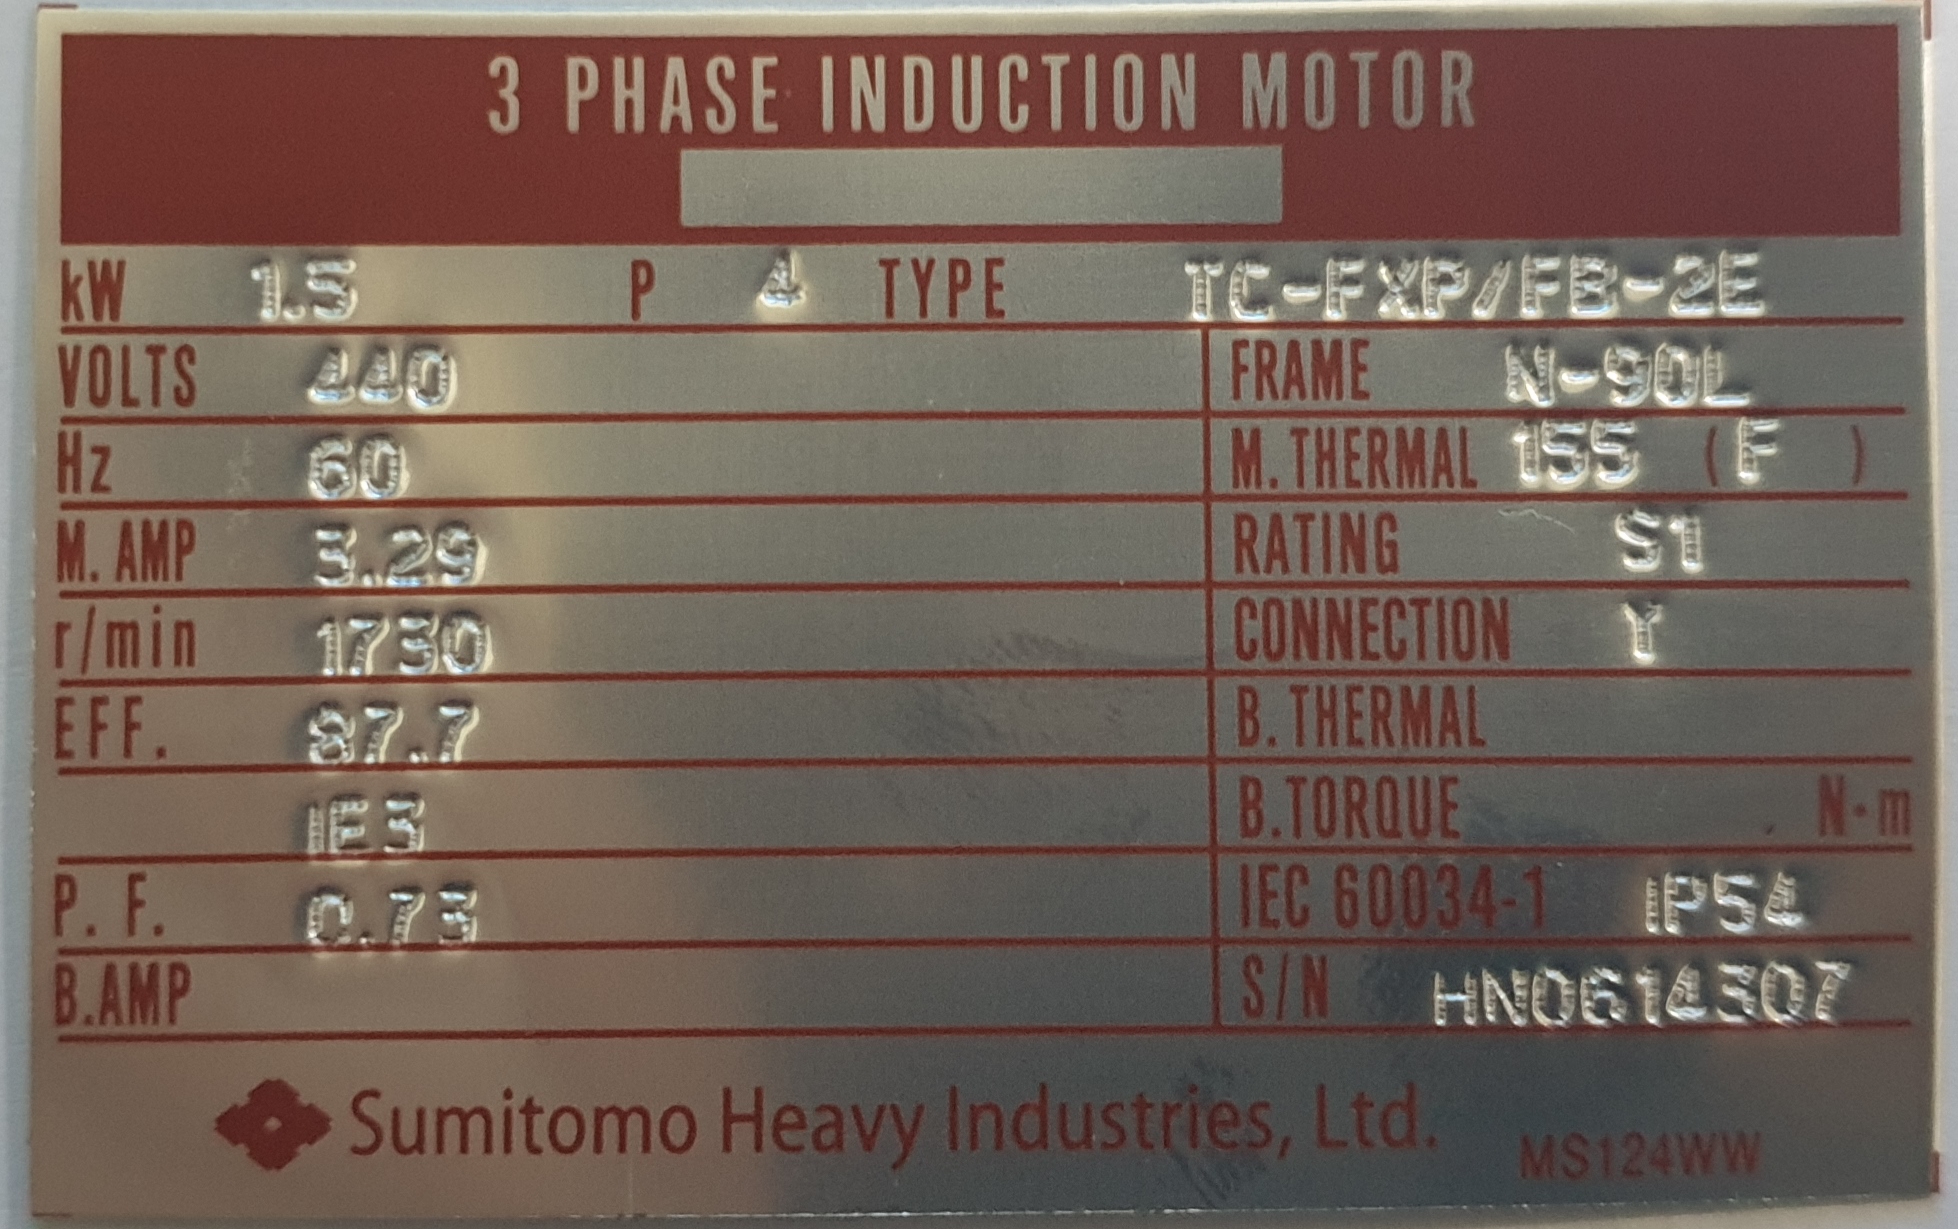 3 PHASE INDUCTION MOTOR
kW 1.5 P 4 TYPE TC-FXP/FB-2E
VOLTS 440 FRAME N-90L
Hz 60 M. THERMAL 155 ( F )
M. AMP 3.29 RATING S1
r/min 1730 CONNECTION Y
EFF. 87.7 B. THERMAL
IE3 B.TORQUE N·m
P. F. 0.73 IEC 60034-1 IP54
B.AMP S/N HN0614307
Sumitomo Heavy Industries, Ltd. MS124WW